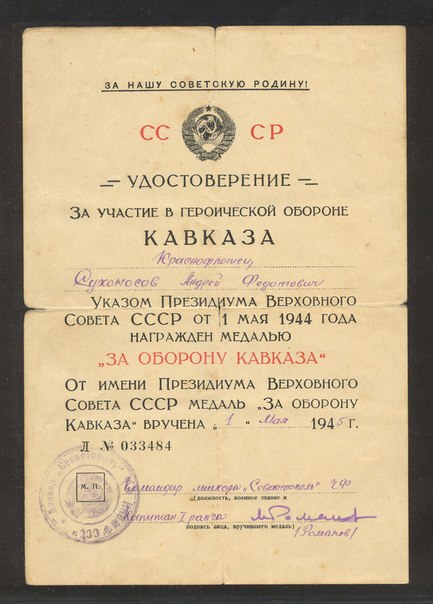 ЗА НАШУ СОВЕТСКУЮ РОДИНУ!
СС СР
УДОСТОВЕРЕНИЕ
ЗА УЧАСТИЕ В ГЕРОИЧЕСКОЙ ОБОРОНЕ
КАВКАЗА
Краснофлотец
Сухоносов Андрей Федотович
УКАЗОМ ПРЕЗИДИУМА ВЕРХОВНОГО
СОВЕТА СССР ОТ 1 МАЯ 1944 ГОДА
НАГРАЖДЕН МЕДАЛЬЮ
„ЗА ОБОРОНУ КАВКАЗА“
ОТ ИМЕНИ ПРЕЗИДИУМА ВЕРХОВНОГО
СОВЕТА СССР МЕДАЛЬ „ЗА ОБОРОНУ
КАВКАЗА“ ВРУЧЕНА „1“ Мая 1945 Г.
Л № 033484
М. П.
Командир линкора „Севастополь“ ЧФ
(должность, военное звание и
Капитан I ранга
подпись лица, вручившего медаль)
/Романов/